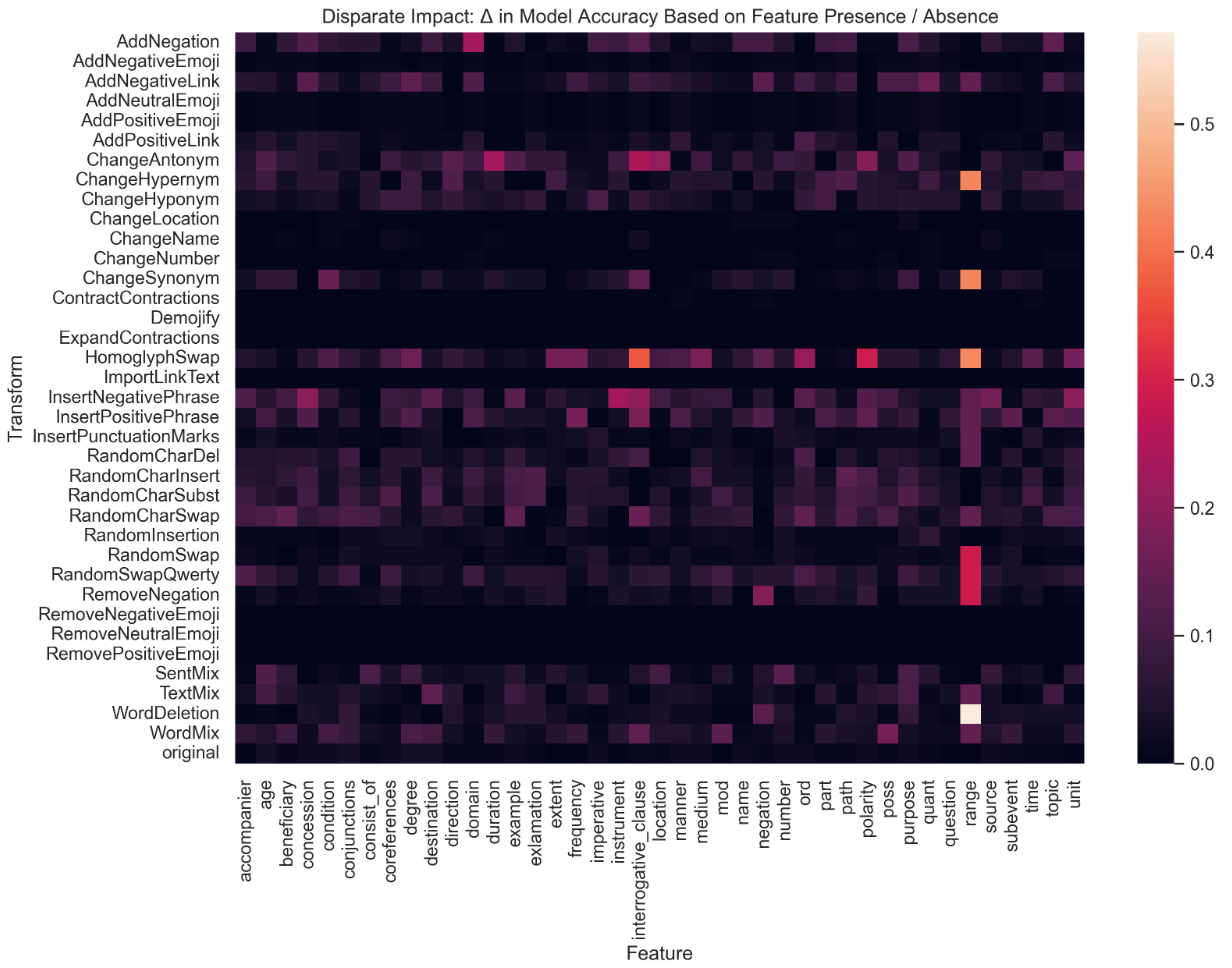 Disparate Impact: Δ in Model Accuracy Based on Feature Presence / Absence
AddNegation
AddNegativeEmoji
AddNegativeLink
AddNeutralEmoji
AddPositiveEmoji
AddPositiveLink
ChangeAntonym
ChangeHypernym
ChangeHyponym
ChangeLocation
ChangeName
ChangeNumber
ChangeSynonym
ContractContractions
Demojify
ExpandContractions
HomoglyphSwap
ImportLinkText
InsertNegativePhrase
InsertPositivePhrase
InsertPunctuationMarks
RandomCharDel
RandomCharInsert
RandomCharSubst
RandomCharSwap
RandomInsertion
RandomSwap
RandomSwapQwerty
RemoveNegation
RemoveNegativeEmoji
RemoveNeutralEmoji
RemovePositiveEmoji
SentMix
TextMix
WordDeletion
WordMix
original
Transform
accompanier
age
beneficiary
concession
condition
conjunctions
consist_of
coreferences
degree
destination
direction
domain
duration
example
exlamation
extent
frequency
imperative
instrument
interrogative_clause
location
manner
medium
mod
name
negation
number
ord
part
path
polarity
poss
purpose
quant
question
range
source
subevent
time
topic
unit
Feature
0.5
0.4
0.3
0.2
0.1
0.0